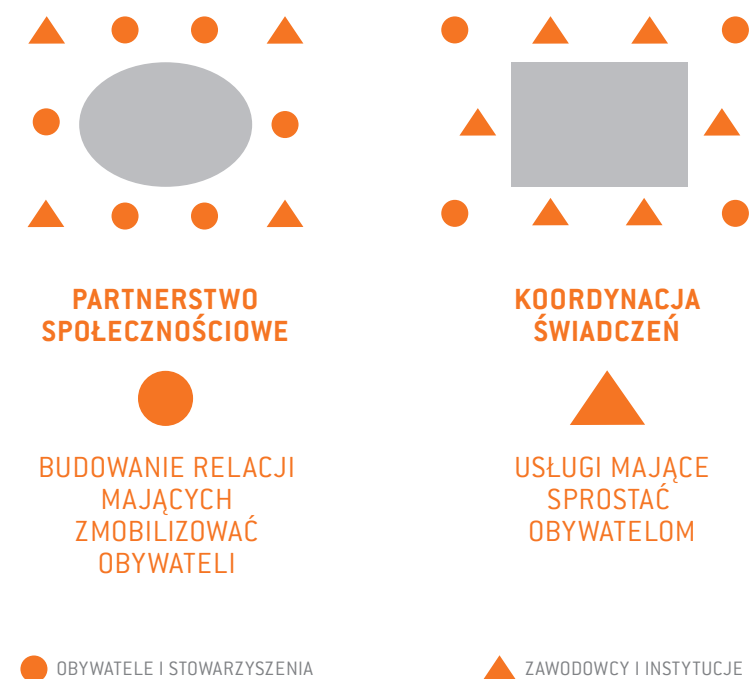 PARTNERSTWO
SPOŁECZNOŚCIOWE
BUDOWANIE RELACJI
MAJĄCYCH
ZMOBILIZOWAĆ
OBYWATELI
KOORDYNACJA
ŚWIADCZEŃ
USŁUGI MAJĄCE
SPROSTAĆ
OBYWATELOM
OBYWATELE I STOWARZYSZENIA
ZAWODOWCY I INSTYTUCJE